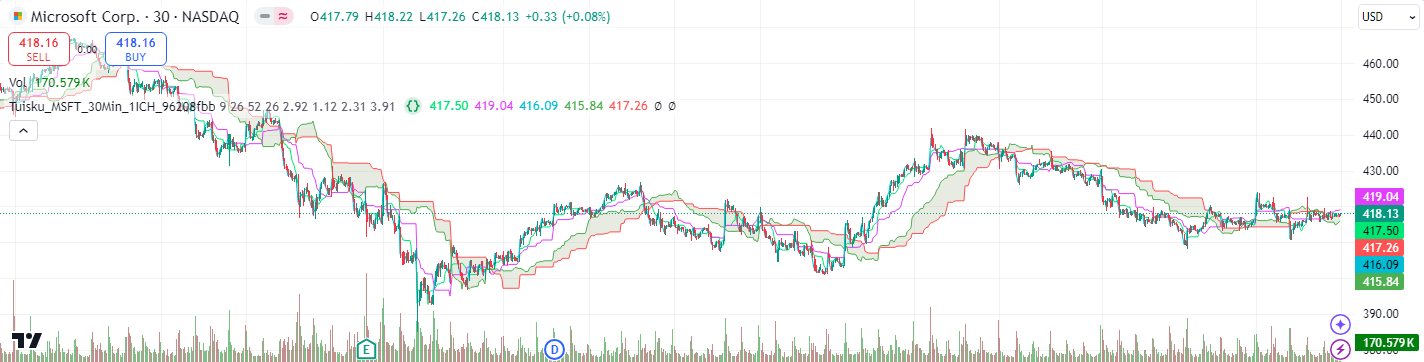 Microsoft Corp. · 30 · NASDAQ O417.79 H418.22 L417.26 C418.13 +0.33 (+0.08%)
USD
418.16 SELL
0.00
418.16 BUY
Vol 170.579 K
Tuisku_MSFT_30Min_1ICH_96208fbb 9 26 52 26 2.92 1.12 2.31 3.91 {} 417.50 419.04 416.09 415.84 417.26 Ø Ø
460.00
450.00
440.00
430.00
419.04
418.13
417.50
417.26
416.09
415.84
390.00
170.579 K
E
D